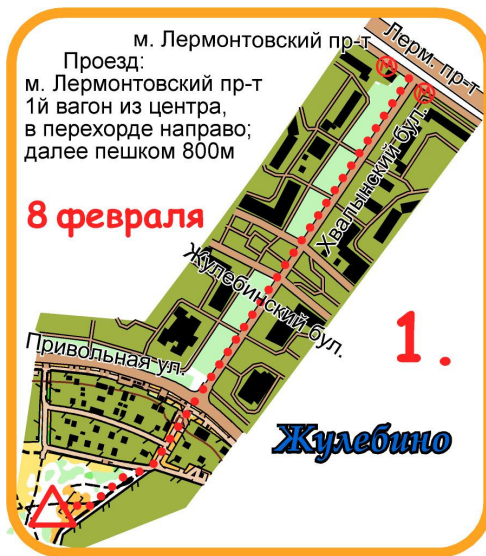 м. Лермонтовский пр-т
Лерм. пр-т
Проезд:
м. Лермонтовский пр-т
1й вагон из центра,
в перехорде направо;
далее пешком 800м
М
М
Хвалынский бул.
8 февраля
Жулебинский бул.
1.
Привольная ул.
Жулебино